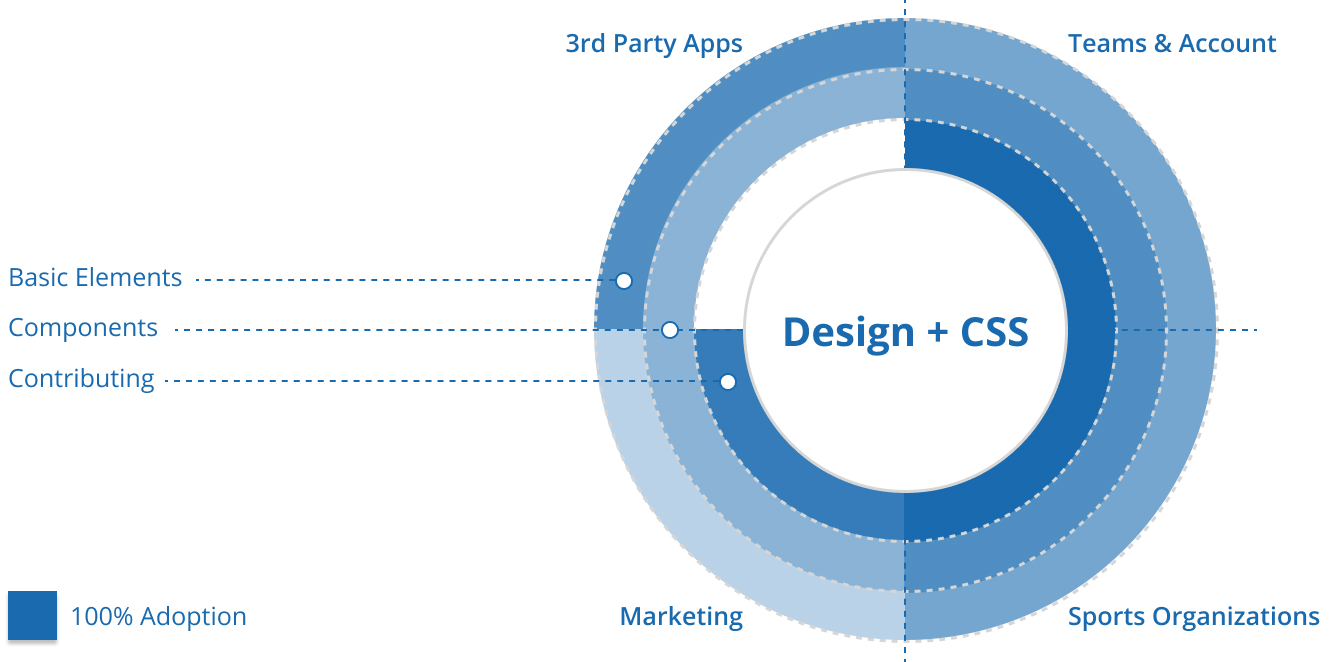 3rd Party Apps
Teams & Account
Basic Elements
Components
Contributing
Design + CSS
100% Adoption
Marketing
Sports Organizations